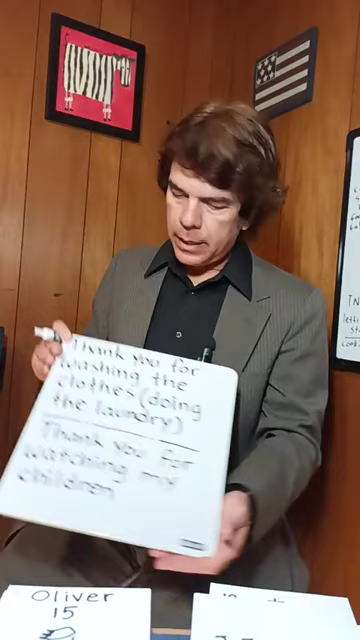 Thank you for
washing the
clothes (doing
the laundry)
Thank You for
watching my
children
Oliver
15